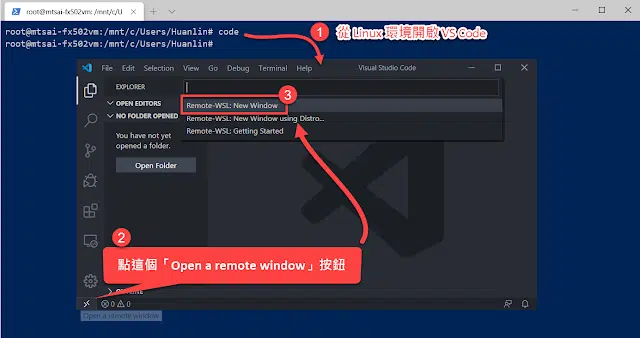 root@mtsai-fx502vm: /mnt/c/U
root@mtsai-fx502vm:/mnt/c/Users/Huanlin# code
root@mtsai-fx502vm:/mnt/c/Users/Huanlin#
1 從 Linux 環境開啟 VS Code
File Edit Selection View Go Debug Terminal Help Visual Studio Code
EXPLORER
OPEN EDITORS
NO FOLDER OPENED
You have not yet
opened a folder.
Open Folder
3
Remote-WSL: New Window
Remote-WSL: New Window using Distro...
Remote-WSL: Getting Started
2
點這個「Open a remote window」按鈕
0 0
Open a remote window